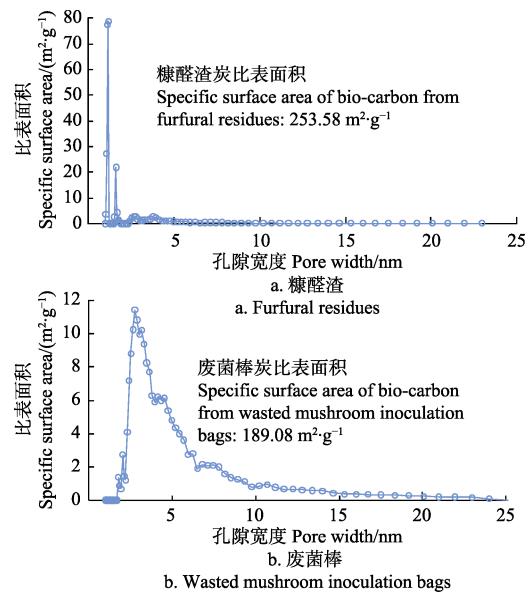 80
70
60
50
40
30
20
10
0
比表面积
Specific surface area/(m²·g⁻¹)
糠醛渣炭比表面积
Specific surface area of bio-carbon from
furfural residues: 253.58 m²·g⁻¹
5
10
15
20
25
孔隙宽度 Pore width/nm
a. 糠醛渣
a. Furfural residues
12
10
8
6
4
2
0
比表面积
Specific surface area/(m²·g⁻¹)
废菌棒炭比表面积
Specific surface area of bio-carbon
from wasted mushroom inoculation
bags: 189.08 m²·g⁻¹
5
10
15
20
25
孔隙宽度 Pore width/nm
b. 废菌棒
b. Wasted mushroom inoculation bags